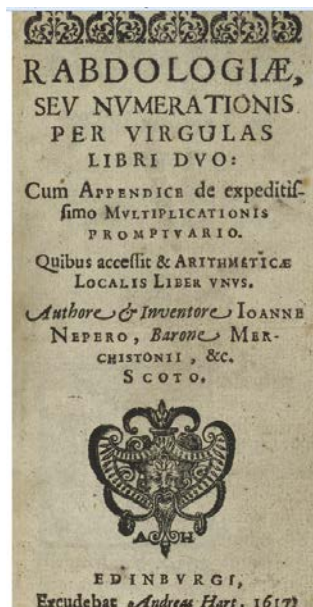 RABDOLOGIÆ,
SEV NVMERATIONIS
PER VIRGULAS
LIBRI DVO:
Cum APPENDICE de expeditiſ-
ſimo MVLTIPLICATIONIS
PROMPTVARIO.
Quibus acceſſit & ARITHMETICÆ
LOCALIS LIBER VNVS.
Authore & Inventore IOANNE
NEPERO, Barone MER-
CHISTONII, &c.
SCOTO.
A H
EDINBVRGI,
Excudebat Andreas Hart, 1617